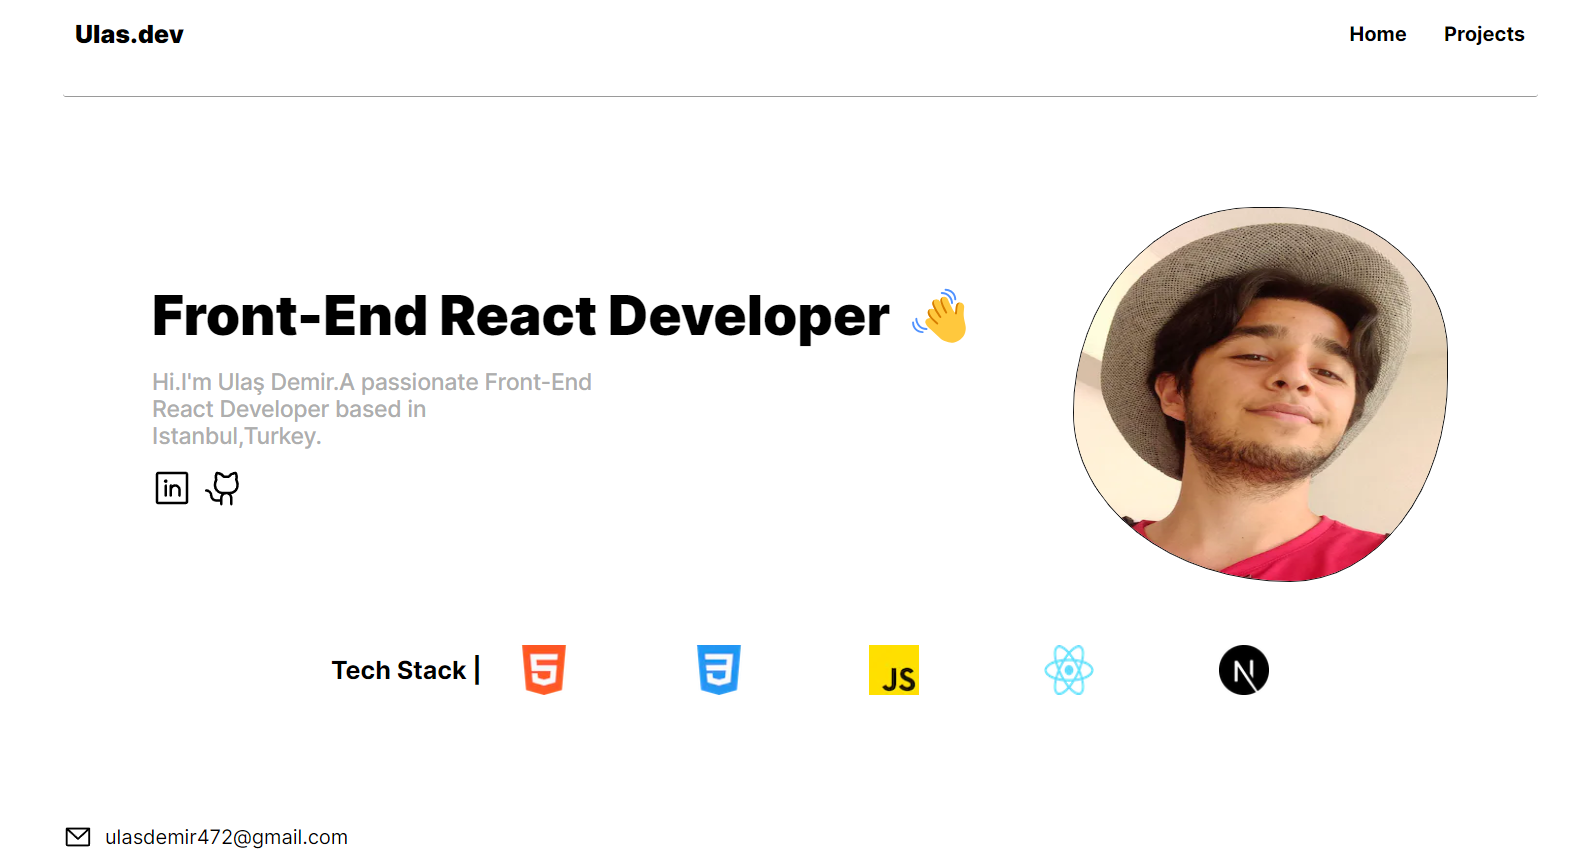 Ulas.dev
Home
Projects
Front-End React Developer
Hi.I'm Ulaş Demir.A passionate Front-End
React Developer based in
Istanbul,Turkey.
in
Tech Stack |
5
3
JS
N
ulasdemir472@gmail.com